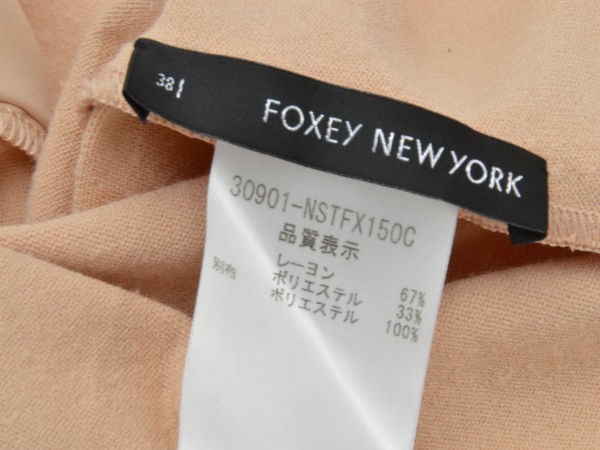 38
FOXEY NEW YORK
30901-NSTFX150C
品質表示
レーヨン 67%
ポリエステル 33%
別布 ポリエステル 100%